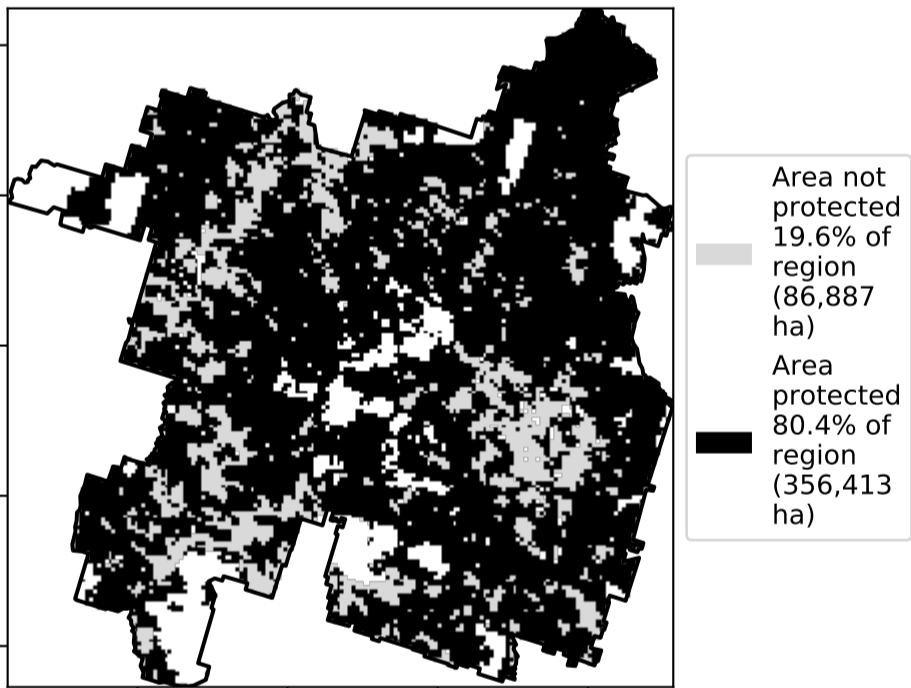 Area not
protected
19.6% of
region
(86,887
ha)
Area
protected
80.4% of
region
(356,413
ha)